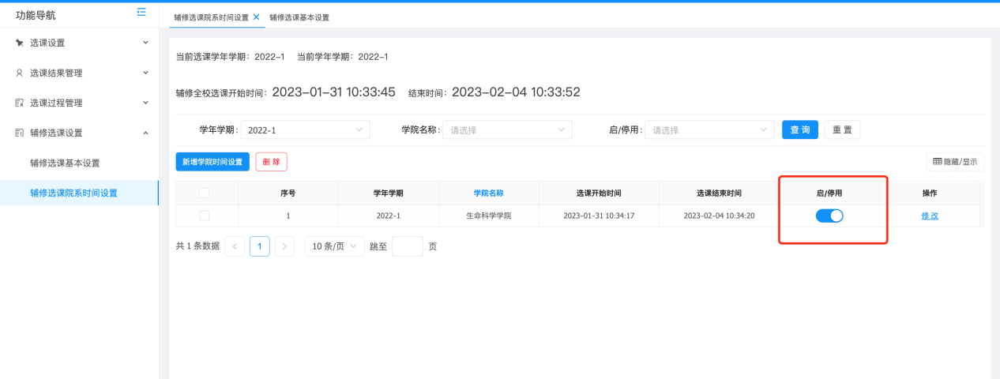 功能导航
辅修选课院系时间设置 辅修选课基本设置
选课设置
选课结果管理
选课过程管理
辅修选课设置
辅修选课基本设置
辅修选课院系时间设置
当前选课学年学期：2022-1 当前学年学期：2022-1
辅修全校选课开始时间：2023-01-31 10:33:45 结束时间：2023-02-04 10:33:52
学年学期: 2022-1 学院名称: 请选择 启/停用: 请选择 查询 重置
新增学院时间设置 删除 隐藏/显示
序号 学年学期 学院名称 选课开始时间 选课结束时间 启/停用 操作
1 2022-1 生命科学学院 2023-01-31 10:34:17 2023-02-04 10:34:20 修改
共 1 条数据 < 1 > 10 条/页 跳至 页